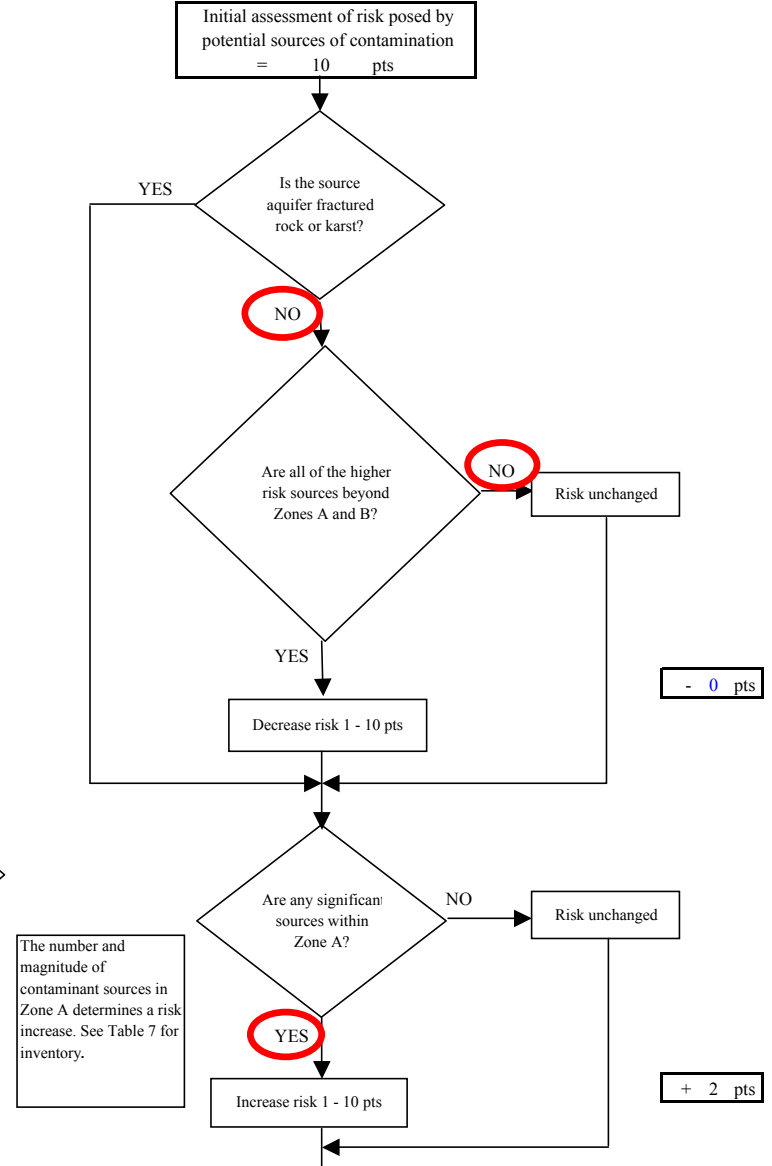 Initial assessment of risk posed by
potential sources of contamination
= 10 pts
Is the source
aquifer fractured
rock or karst?
YES
NO
Are all of the higher
risk sources beyond
Zones A and B?
NO
Risk unchanged
YES
- 0 pts
Decrease risk 1 - 10 pts
Are any significant
sources within
Zone A?
NO
Risk unchanged
The number and
magnitude of
contaminant sources in
Zone A determines a risk
increase. See Table 7 for
inventory.
YES
+ 2 pts
Increase risk 1 - 10 pts